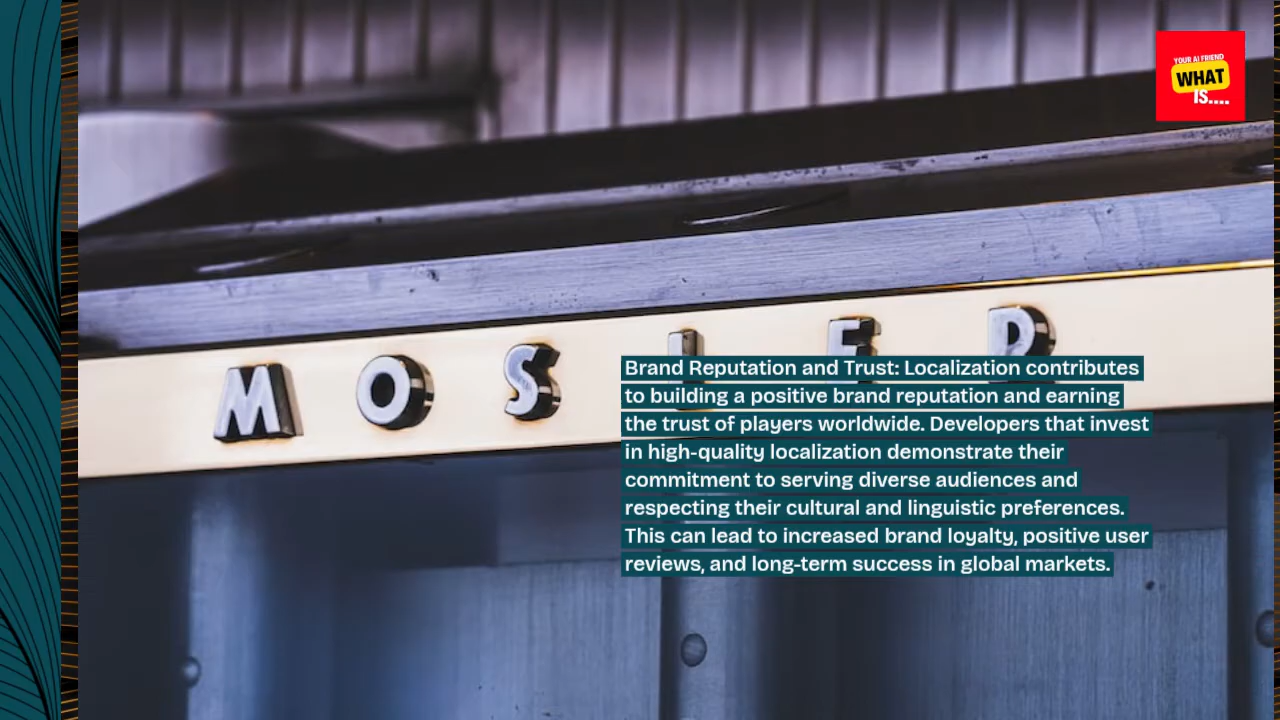 YOUR AI FRIEND
WHAT
IS....
M O S
Brand Reputation and Trust: Localization contributes
to building a positive brand reputation and earning
the trust of players worldwide. Developers that invest
in high-quality localization demonstrate their
commitment to serving diverse audiences and
respecting their cultural and linguistic preferences.
This can lead to increased brand loyalty, positive user
reviews, and long-term success in global markets.